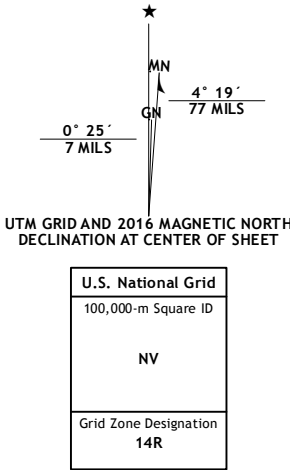 ★
MN
4° 19´
77 MILS
GN
0° 25´
7 MILS
UTM GRID AND 2016 MAGNETIC NORTH
DECLINATION AT CENTER OF SHEET
U.S. National Grid
100,000-m Square ID
NV
Grid Zone Designation
14R